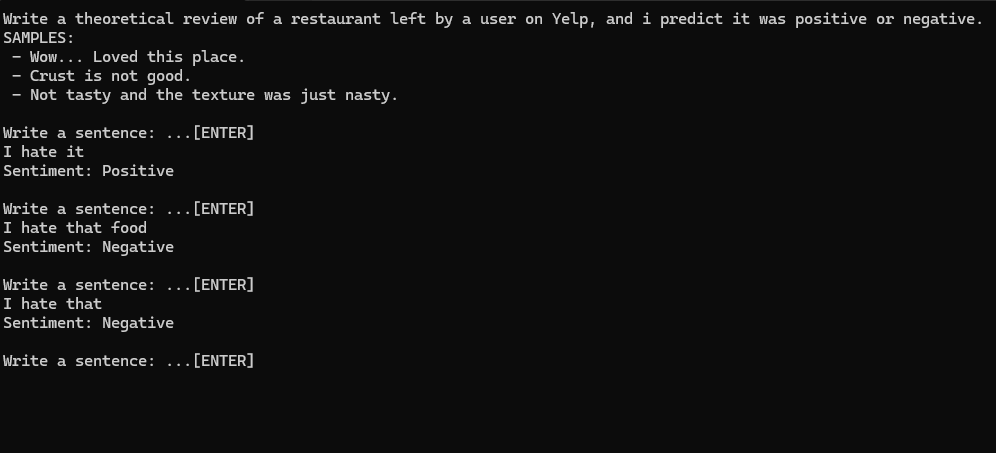 Write a theoretical review of a restaurant left by a user on Yelp, and i predict it was positive or negative.
SAMPLES:
 - Wow... Loved this place.
 - Crust is not good.
 - Not tasty and the texture was just nasty.
Write a sentence: ...[ENTER]
I hate it
Sentiment: Positive
Write a sentence: ...[ENTER]
I hate that food
Sentiment: Negative
Write a sentence: ...[ENTER]
I hate that
Sentiment: Negative
Write a sentence: ...[ENTER]